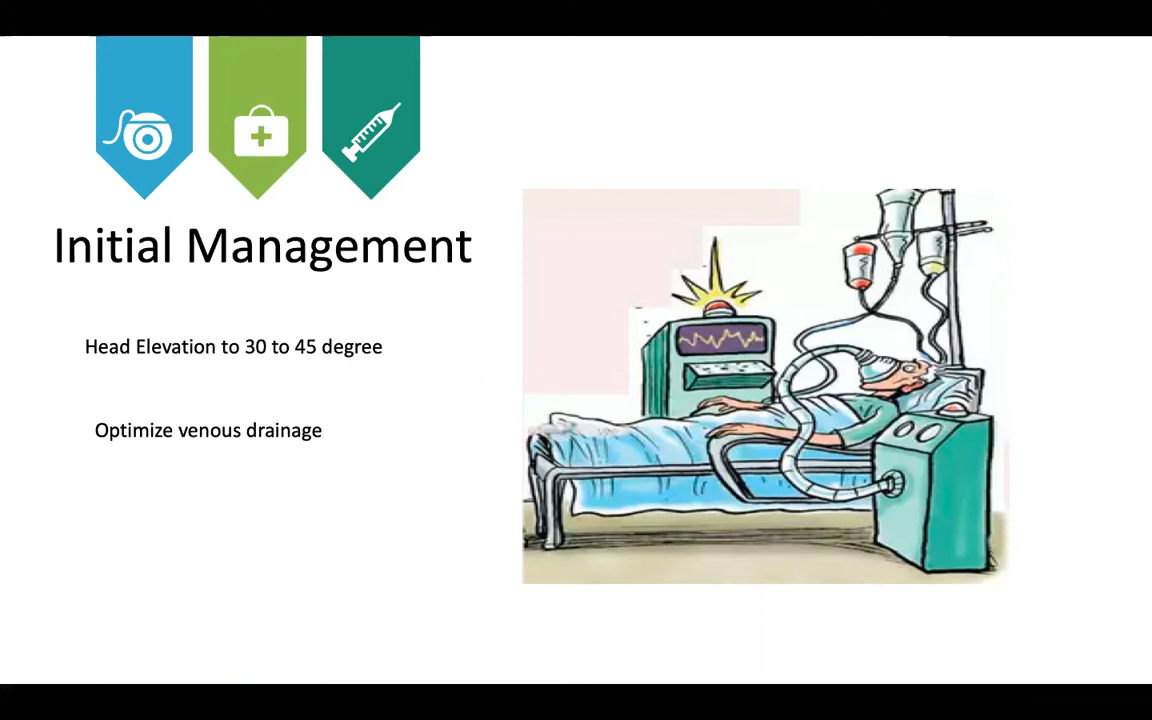 Initial Management
Head Elevation to 30 to 45 degree
Optimize venous drainage